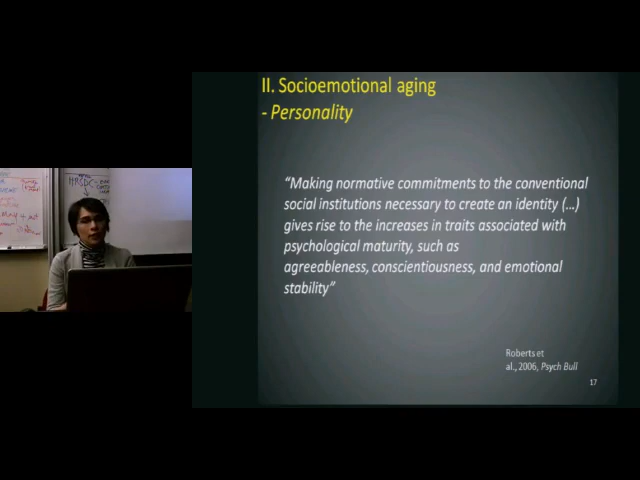 II. Socioemotional aging
- Personality
“Making normative commitments to the conventional
social institutions necessary to create an identity (...)
gives rise to the increases in traits associated with
psychological maturity, such as
agreeableness, conscientiousness, and emotional
stability”
Roberts et
al., 2006, Psych Bull
17
HRSDC